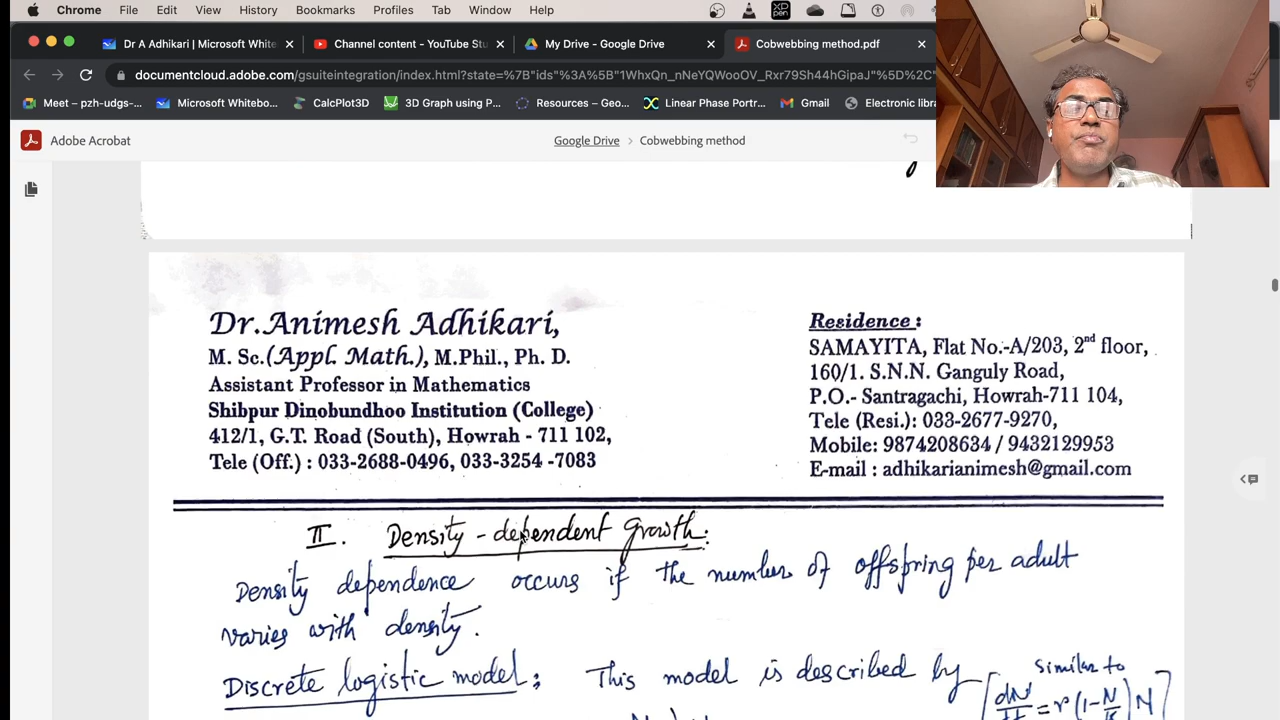 Chrome File Edit View History Bookmarks Profiles Tab Window Help
Dr A Adhikari | Microsoft White
Channel content - YouTube Stu
My Drive - Google Drive
Cobwebbing method.pdf
documentcloud.adobe.com/gsuiteintegration/index.html?state=%7B"ids"%3A%5B"1WhxQn_nNeYQWooOV_Rxr79Sh44hGipaJ"%5D%2C"
Meet – pzh-udgs-...
Microsoft Whitebo...
CalcPlot3D
3D Graph using P...
Resources – Geo...
Linear Phase Portr...
Gmail
Electronic libra
Adobe Acrobat
Google Drive > Cobwebbing method
Dr.Animesh Adhikari,
M. Sc.(Appl. Math.), M.Phil., Ph. D.
Assistant Professor in Mathematics
Shibpur Dinobundhoo Institution (College)
412/1, G.T. Road (South), Howrah - 711 102,
Tele (Off.) : 033-2688-0496, 033-3254 -7083
Residence :
SAMAYITA, Flat No.-A/203, 2nd floor,
160/1. S.N.N. Ganguly Road,
P.O.- Santragachi, Howrah-711 104,
Tele (Resi.): 033-2677-9270,
Mobile: 9874208634 / 9432129953
E-mail : adhikarianimesh@gmail.com
II. Density-dependent growth:
Density dependence occurs if the number of offspring per adult
varies with density.
Discrete logistic model: This model is described by [similar to
dN/dt = r(1-N/K)N]